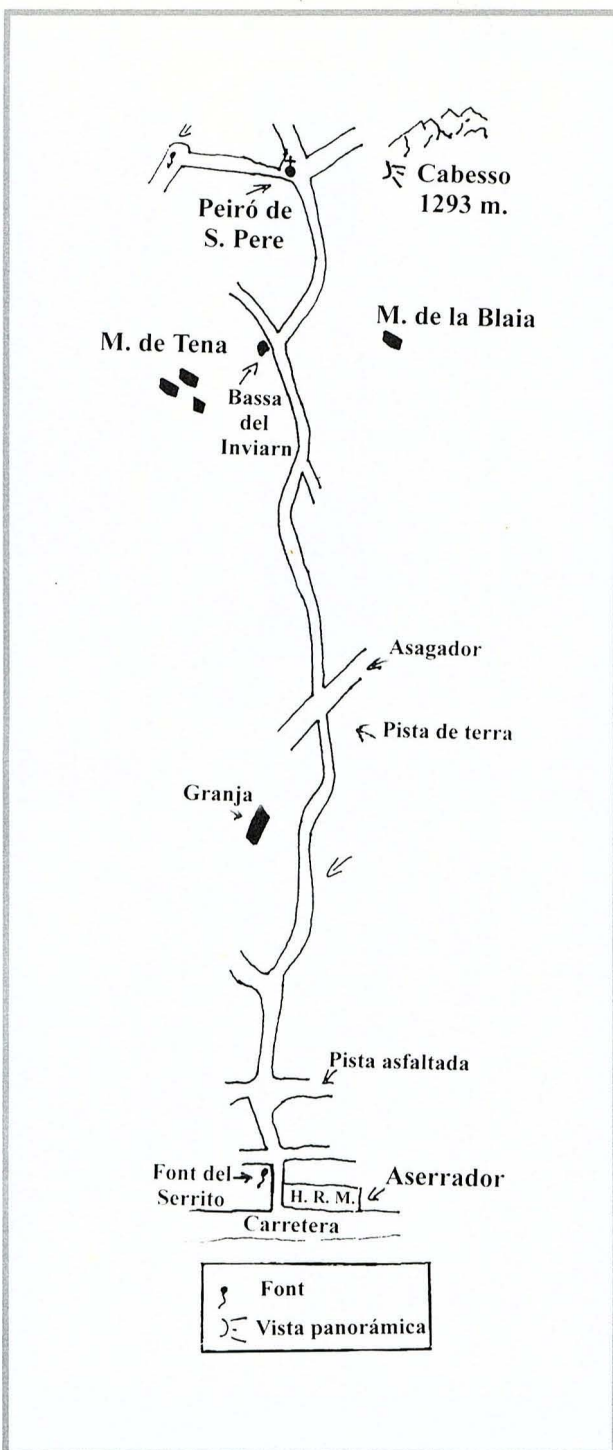 Cabesso
1293 m.
Peiró de
S. Pere
M. de la Blaia
M. de Tena
Bassa
del
Inviarn
Asagador
Pista de terra
Granja
Pista asfaltada
Font del
Serrito
H. R. M.
Aserrador
Carretera
Font
Vista panorámica